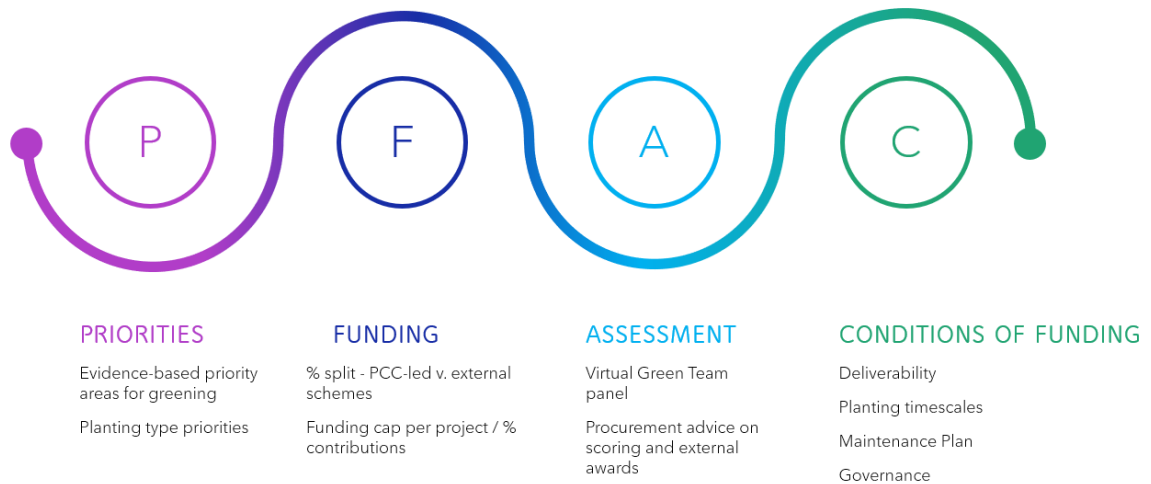 P
F
A
C
PRIORITIES
Evidence-based priority
areas for greening
Planting type priorities
FUNDING
% split - PCC-led v. external
schemes
Funding cap per project / %
contributions
ASSESSMENT
Virtual Green Team
panel
Procurement advice on
scoring and external
awards
CONDITIONS OF FUNDING
Deliverability
Planting timescales
Maintenance Plan
Governance